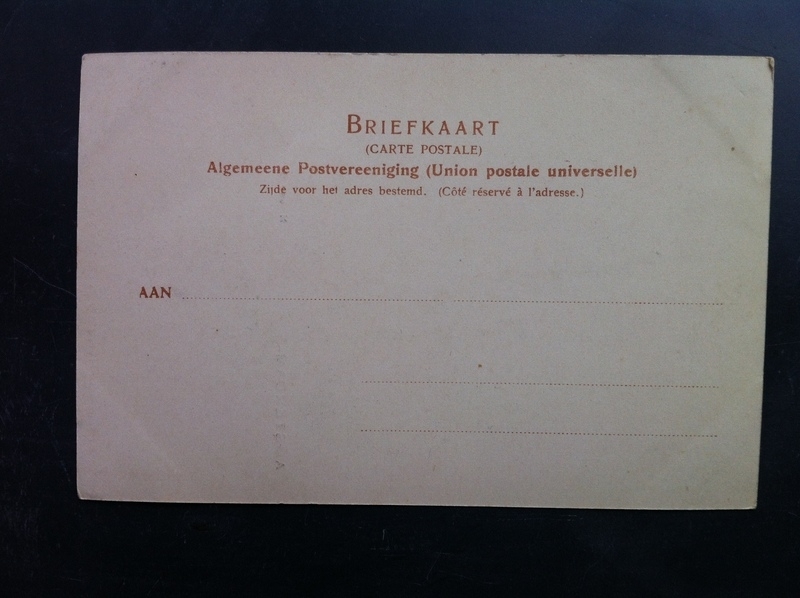 BRIEFKAART
(CARTE POSTALE)
Algemeene Postvereeniging (Union postale universelle)
Zijde voor het adres bestemd. (Côté réservé à l'adresse.)
AAN